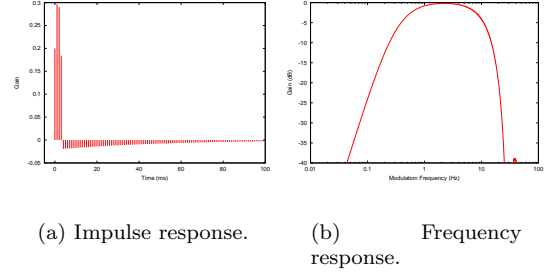 0.3
0.25
0.2
0.15
0.1
0.05
0
-0.05
Gain
0 20 40 60 80 100
Time (ms)
0
-5
-10
-15
-20
-25
-30
-35
-40
Gain (dB)
0.01 0.1 1 10 100
Modulation Frequency (Hz)
(a) Impulse response.
(b) Frequency
response.